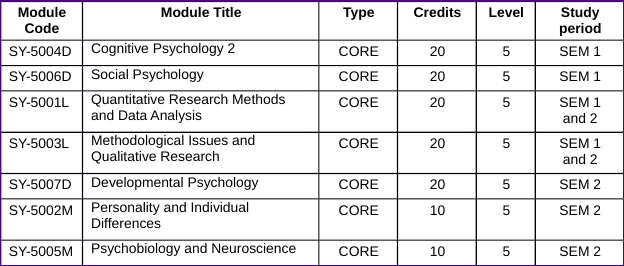 Module Code Module Title Type Credits Level Study period
SY-5004D Cognitive Psychology 2 CORE 20 5 SEM 1
SY-5006D Social Psychology CORE 20 5 SEM 1
SY-5001L Quantitative Research Methods and Data Analysis CORE 20 5 SEM 1 and 2
SY-5003L Methodological Issues and Qualitative Research CORE 20 5 SEM 1 and 2
SY-5007D Developmental Psychology CORE 20 5 SEM 2
SY-5002M Personality and Individual Differences CORE 10 5 SEM 2
SY-5005M Psychobiology and Neuroscience CORE 10 5 SEM 2